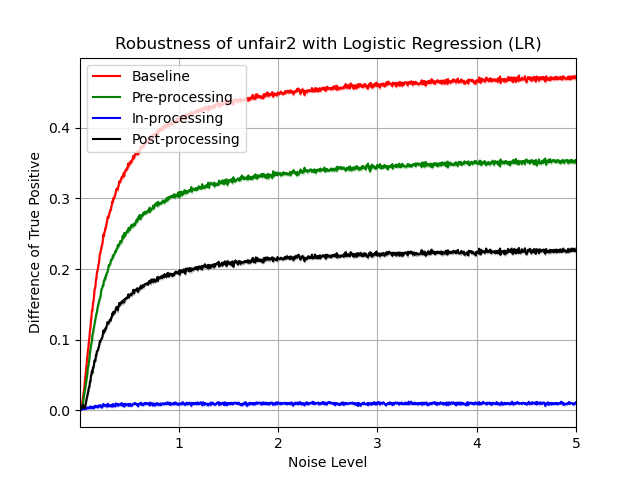 Robustness of unfair2 with Logistic Regression (LR)
Baseline
Pre-processing
In-processing
Post-processing
Difference of True Positive
0.4
0.3
0.2
0.1
0.0
1 2 3 4 5
Noise Level